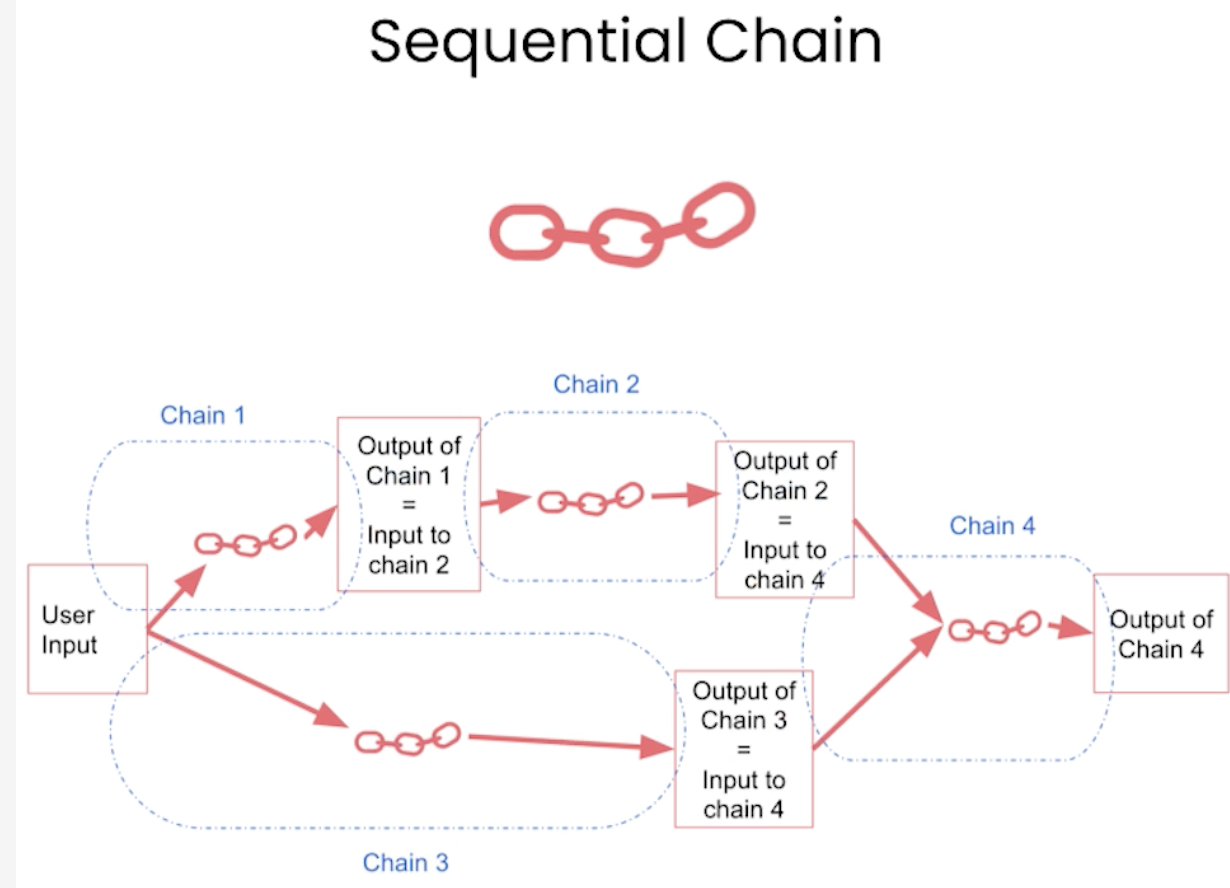 Sequential Chain
Chain 1
Chain 2
Output of
Chain 1
=
Input to
chain 2
Output of
Chain 2
=
Input to
chain 4
Chain 4
User
Input
Output of
Chain 4
Output of
Chain 3
=
Input to
chain 4
Chain 3